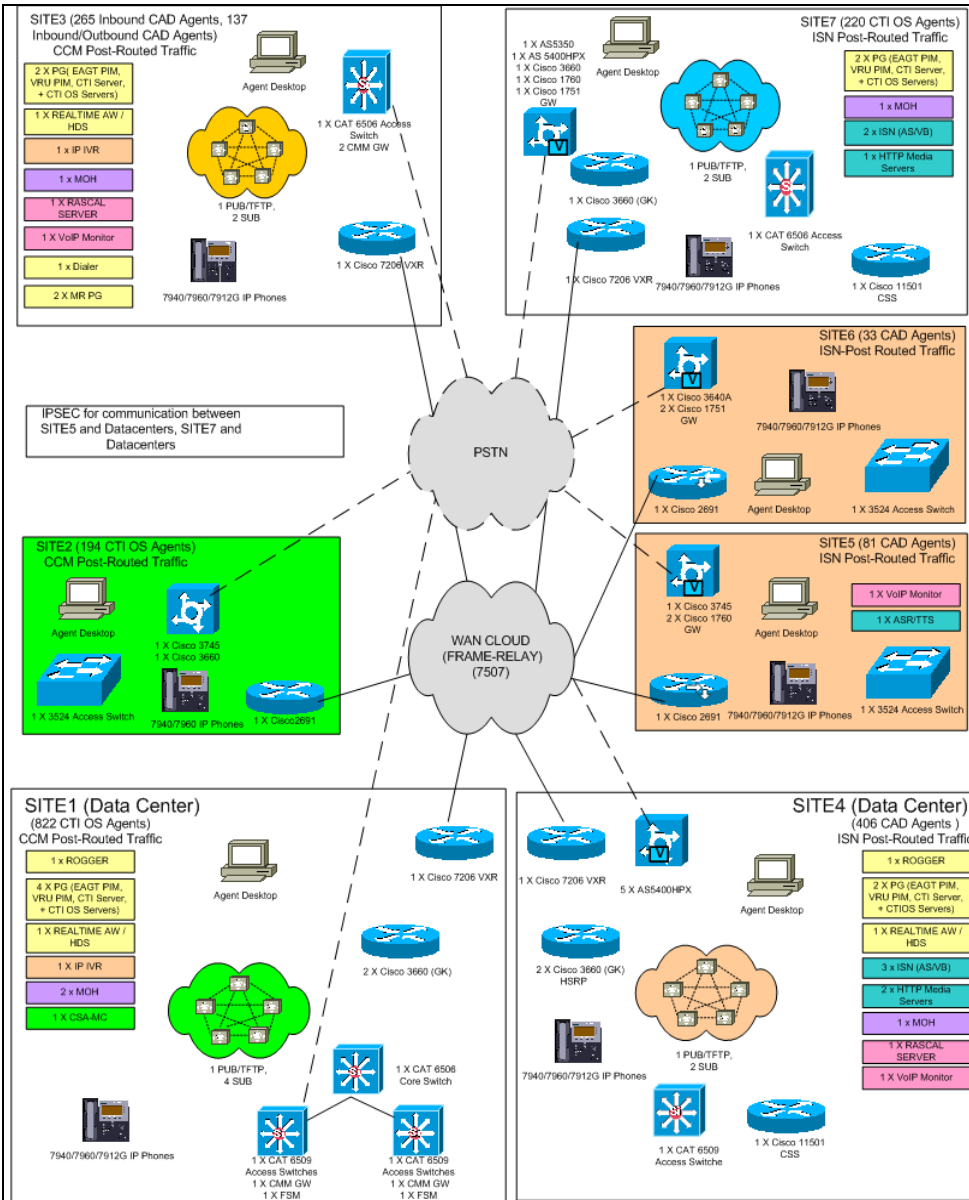 SITE3 (265 Inbound CAD Agents, 137
Inbound/Outbound CAD Agents)
CCM Post-Routed Traffic
2 X PG( EAGT PIM,
VRU PIM, CTI Server,
+ CTI OS Servers)
1 X REALTIME AW /
HDS
1 x IP IVR
1 x MOH
1 X RASCAL
SERVER
1 X VoIP Monitor
1 x Dialer
2 X MR PG
Agent Desktop
1 X CAT 6506 Access
Switch
2 CMM GW
1 PUB/TFTP,
2 SUB
1 X Cisco 7206 VXR
7940/7960/7912G IP Phones
SITE7 (220 CTI OS Agents)
ISN Post-Routed Traffic
1 X AS5350
1 X AS 5400HPX
1 X Cisco 3660
1 X Cisco 1760
1 X Cisco 1751
GW
V
Agent Desktop
2 X PG (EAGT PIM,
VRU PIM, CTI Server,
+ CTI OS Servers)
1 x MOH
2 x ISN (AS/VB)
1 x HTTP Media
Servers
1 PUB/TFTP,
2 SUB
1 X Cisco 3660 (GK)
1 X CAT 6506 Access
Switch
1 X Cisco 7206 VXR
7940/7960/7912G IP Phones
1 X Cisco 11501
CSS
IPSEC for communication between
SITE5 and Datacenters, SITE7 and
Datacenters
PSTN
SITE6 (33 CAD Agents)
ISN-Post Routed Traffic
V
1 X Cisco 3640A
2 X Cisco 1751
GW
7940/7960/7912G IP Phones
1 X Cisco 2691
Agent Desktop
1 X 3524 Access Switch
SITE2 (194 CTI OS Agents)
CCM Post-Routed Traffic
Agent Desktop
1 X Cisco 3745
1 X Cisco 3660
1 X 3524 Access Switch
7940/7960 IP Phones
1 X Cisco2691
WAN CLOUD
(FRAME-RELAY)
(7507)
SITE5 (81 CAD Agents)
ISN Post-Routed Traffic
V
1 X Cisco 3745
2 X Cisco 1760
GW
Agent Desktop
1 X VoIP Monitor
1 X ASR/TTS
1 X Cisco 2691
7940/7960/7912G IP Phones
1 X 3524 Access Switch
SITE1 (Data Center)
(822 CTI OS Agents)
CCM Post-Routed Traffic
1 x ROGGER
4 X PG (EAGT PIM,
VRU PIM, CTI Server,
+ CTI OS Servers)
1 X REALTIME AW /
HDS
1 X IP IVR
2 x MOH
1 X CSA-MC
Agent Desktop
1 X Cisco 7206 VXR
2 X Cisco 3660 (GK)
1 PUB/TFTP,
4 SUB
Si
1 X CAT 6506
Core Switch
7940/7960/7912G IP Phones
Si
1 X CAT 6509
Access Switches
1 X CMM GW
1 X FSM
Si
1 X CAT 6509
Access Switches
1 X CMM GW
1 X FSM
SITE4 (Data Center)
(406 CAD Agents )
ISN Post-Routed Traffic
1 X Cisco 7206 VXR
V
5 X AS5400HPX
Agent Desktop
1 x ROGGER
2 X PG (EAGT PIM,
VRU PIM, CTI Server,
+ CTIOS Servers)
1 X REALTIME AW /
HDS
3 x ISN (AS/VB)
2 x HTTP Media
Servers
1 x MOH
1 X RASCAL
SERVER
1 X VoIP Monitor
2 X Cisco 3660 (GK)
HSRP
7940/7960/7912G IP Phones
1 PUB/TFTP,
2 SUB
Si
1 X CAT 6509
Access Switche
1 X Cisco 11501
CSS